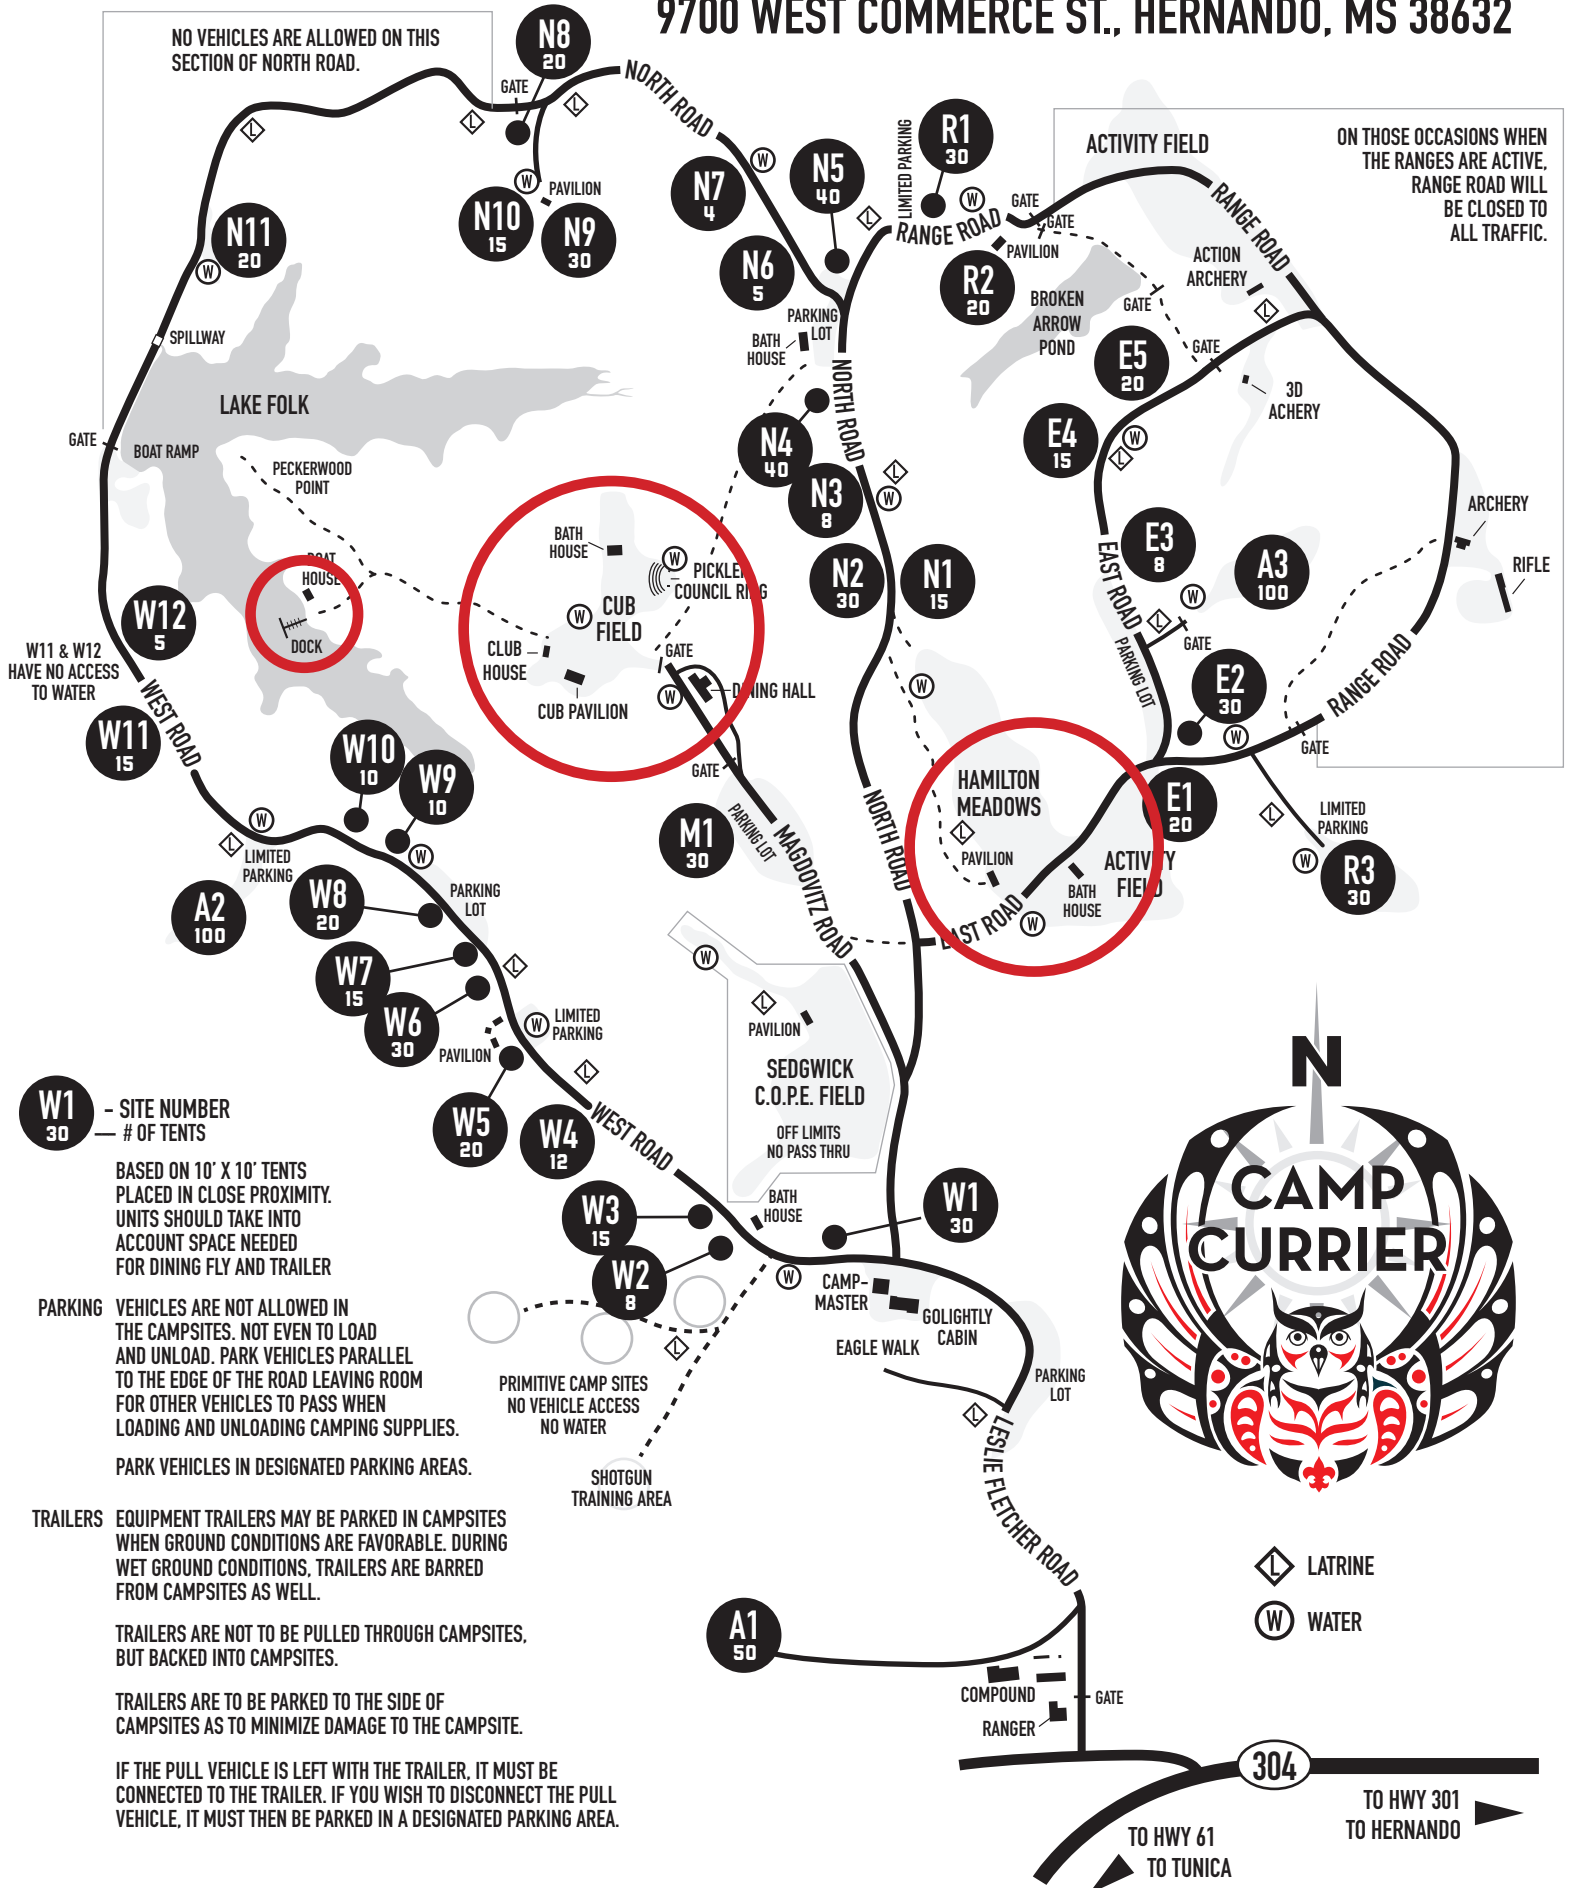 9700 WEST COMMERCE ST., HERNANDO, MS 38632
NO VEHICLES ARE ALLOWED ON THIS
SECTION OF NORTH ROAD.
N8
20
GATE
L
L
L
NORTH ROAD
W
N7
4
N5
40
N6
5
LIMITED PARKING
R1
30
W
L
RANGE ROAD
GATE
GATE
PAVILION
R2
20
ACTIVITY FIELD
RANGE ROAD
ON THOSE OCCASIONS WHEN
THE RANGES ARE ACTIVE,
RANGE ROAD WILL
BE CLOSED TO
ALL TRAFFIC.
ACTION
ARCHERY
L
BROKEN
ARROW
POND
GATE
GATE
3D
ACHERY
E5
20
E4
15
W
L
W
PAVILION
N10
15
N9
30
N11
20
W
SPILLWAY
LAKE FOLK
GATE
BOAT RAMP
PECKERWOOD
POINT
PARKING
LOT
BATH
HOUSE
NORTH ROAD
N4
40
N3
8
L
W
N2
30
N1
15
BATH
HOUSE
W
PICKLER
COUNCIL RING
W
CUB
FIELD
CLUB
HOUSE
CUB PAVILION
GATE
W
DINING HALL
GATE
BOAT
HOUSE
DOCK
W12
5
W11 & W12
HAVE NO ACCESS
TO WATER
W11
15
WEST ROAD
W10
10
W9
10
W
L
LIMITED
PARKING
A2
100
W
PARKING
LOT
W8
20
W7
15
L
W6
30
W
LIMITED
PARKING
PAVILION
W5
20
L
W4
12
WEST ROAD
EAST ROAD
E3
8
A3
100
W
L
GATE
PARKING LOT
E2
30
W
ARCHERY
RIFLE
RANGE ROAD
GATE
W
HAMILTON
MEADOWS
L
PAVILION
E1
20
ACTIVITY
FIELD
BATH
HOUSE
EAST ROAD
W
L
LIMITED
PARKING
W
R3
30
M1
30
PARKING LOT
MAGDOVITZ ROAD
NORTH ROAD
W
L
PAVILION
SEDGWICK
C.O.P.E. FIELD
OFF LIMITS
NO PASS THRU
BATH
HOUSE
W3
15
W2
8
W
W1
30
CAMP-
MASTER
GOLIGHTLY
CABIN
EAGLE WALK
PARKING
LOT
L
LESLIE FLETCHER ROAD
L
PRIMITIVE CAMP SITES
NO VEHICLE ACCESS
NO WATER
SHOTGUN
TRAINING AREA
A1
50
COMPOUND
RANGER
GATE
304
TO HWY 301
TO HERNANDO
TO HWY 61
TO TUNICA
N
CAMP
CURRIER
L LATRINE
W WATER
W1
30
- SITE NUMBER
— # OF TENTS
BASED ON 10' X 10' TENTS
PLACED IN CLOSE PROXIMITY.
UNITS SHOULD TAKE INTO
ACCOUNT SPACE NEEDED
FOR DINING FLY AND TRAILER
PARKING VEHICLES ARE NOT ALLOWED IN
THE CAMPSITES. NOT EVEN TO LOAD
AND UNLOAD. PARK VEHICLES PARALLEL
TO THE EDGE OF THE ROAD LEAVING ROOM
FOR OTHER VEHICLES TO PASS WHEN
LOADING AND UNLOADING CAMPING SUPPLIES.
PARK VEHICLES IN DESIGNATED PARKING AREAS.
TRAILERS EQUIPMENT TRAILERS MAY BE PARKED IN CAMPSITES
WHEN GROUND CONDITIONS ARE FAVORABLE. DURING
WET GROUND CONDITIONS, TRAILERS ARE BARRED
FROM CAMPSITES AS WELL.
TRAILERS ARE NOT TO BE PULLED THROUGH CAMPSITES,
BUT BACKED INTO CAMPSITES.
TRAILERS ARE TO BE PARKED TO THE SIDE OF
CAMPSITES AS TO MINIMIZE DAMAGE TO THE CAMPSITE.
IF THE PULL VEHICLE IS LEFT WITH THE TRAILER, IT MUST BE
CONNECTED TO THE TRAILER. IF YOU WISH TO DISCONNECT THE PULL
VEHICLE, IT MUST THEN BE PARKED IN A DESIGNATED PARKING AREA.